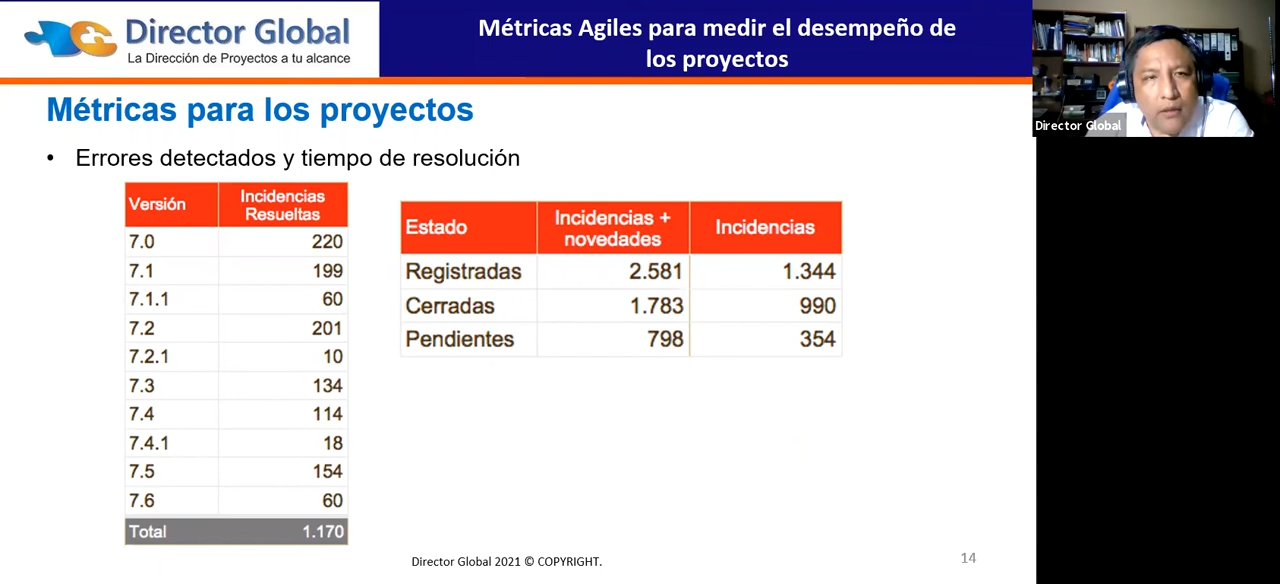 Director Global
La Dirección de Proyectos a tu alcance
Métricas Agiles para medir el desempeño de
los proyectos
Director Global
Métricas para los proyectos
• Errores detectados y tiempo de resolución
Versión Incidencias Resueltas
7.0 220
7.1 199
7.1.1 60
7.2 201
7.2.1 10
7.3 134
7.4 114
7.4.1 18
7.5 154
7.6 60
Total 1.170
Estado Incidencias + novedades Incidencias
Registradas 2.581 1.344
Cerradas 1.783 990
Pendientes 798 354
Director Global 2021 © COPYRIGHT.
14